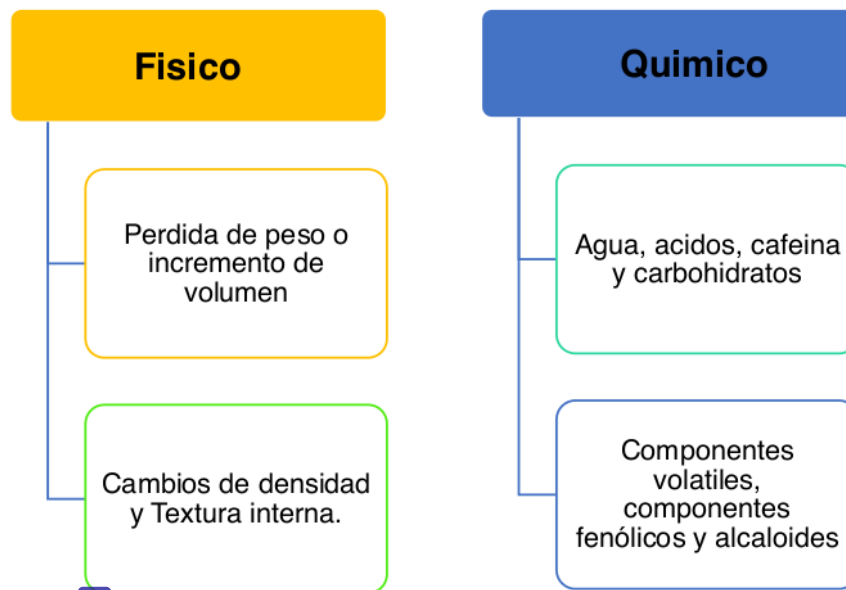 Fisico
Perdida de peso o
incremento de
volumen
Cambios de densidad
y Textura interna.
Quimico
Agua, acidos, cafeina
y carbohidratos
Componentes
volatiles,
componentes
fenólicos y alcaloides